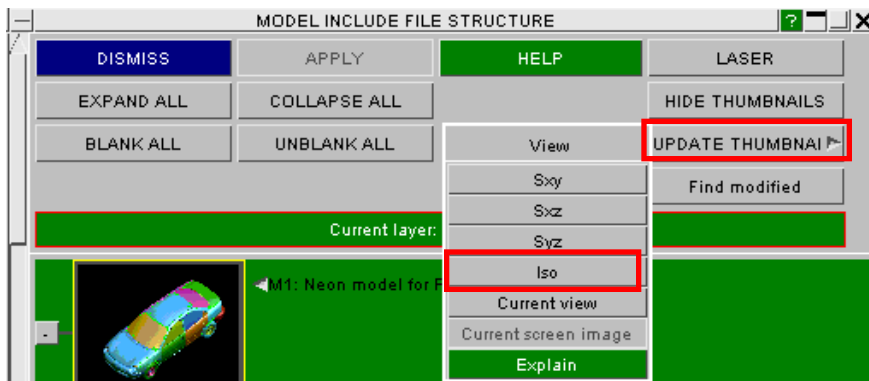 MODEL INCLUDE FILE STRUCTURE ?
DISMISS APPLY HELP LASER
EXPAND ALL COLLAPSE ALL HIDE THUMBNAILS
BLANK ALL UNBLANK ALL View UPDATE THUMBNAI
Sxy Find modified
Sxz
Current layer: Syz
Iso
M1: Neon model for
Current view
Current screen image
Explain